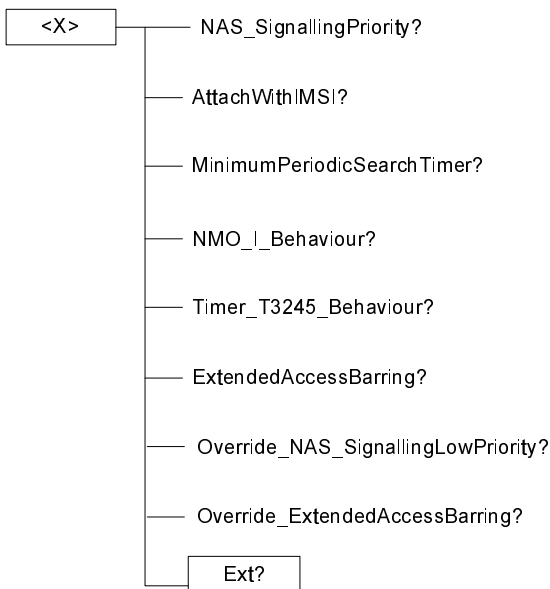 <X>
NAS_SignallingPriority?
AttachWithIMSI?
MinimumPeriodicSearchTimer?
NMO_I_Behaviour?
Timer_T3245_Behaviour?
ExtendedAccessBarring?
Override_NAS_SignallingLowPriority?
Override_ExtendedAccessBarring?
Ext?